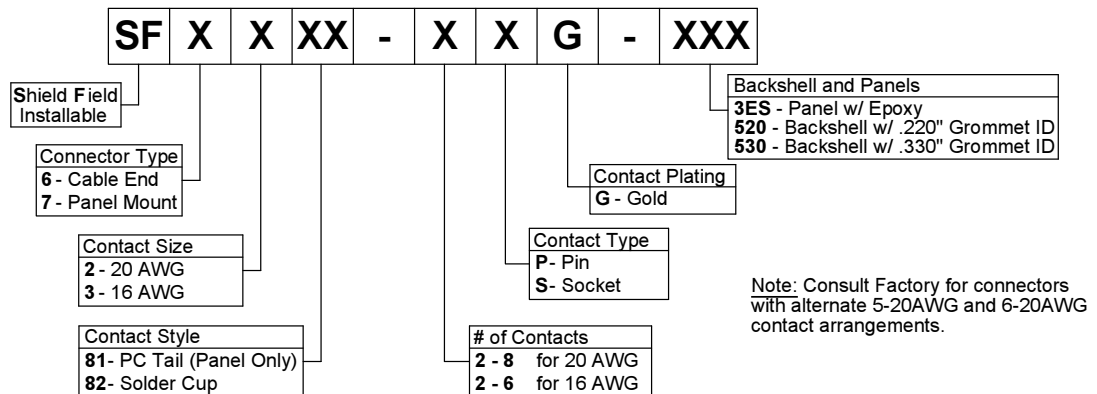 SF X X XX - X X G - XXX
Shield Field
Installable
Connector Type
6 - Cable End
7 - Panel Mount
Contact Size
2 - 20 AWG
3 - 16 AWG
Contact Style
81- PC Tail (Panel Only)
82- Solder Cup
# of Contacts
2 - 8 for 20 AWG
2 - 6 for 16 AWG
Contact Type
P- Pin
S- Socket
Contact Plating
G - Gold
Backshell and Panels
3ES - Panel w/ Epoxy
520 - Backshell w/ .220" Grommet ID
530 - Backshell w/ .330" Grommet ID
Note: Consult Factory for connectors
with alternate 5-20AWG and 6-20AWG
contact arrangements.